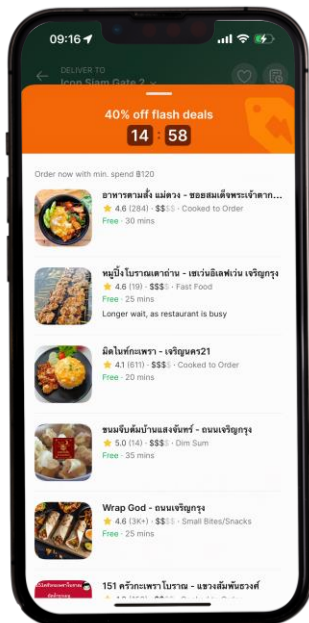 09:16
DELIVER TO
Icon Siam Gate 2
40% off flash deals
14 : 58
Order now with min. spend ฿120
อาหารตามสั่ง แม่ดวง - ซอยสมเด็จพระเจ้าตาก...
4.6 (284) · $$$$ · Cooked to Order
Free · 30 mins
หมูปิ้งโบราณเตาถ่าน - เซเว่นอีเลฟเว่น เจริญกรุง
4.6 (19) · $$$$ · Fast Food
Free · 25 mins
Longer wait, as restaurant is busy
มิดไนท์กะเพรา - เจริญนคร21
4.1 (611) · $$$$ · Cooked to Order
Free · 20 mins
ขนมจีบต้มบ้านแสงจันทร์ - ถนนเจริญกรุง
5.0 (14) · $$$$ · Dim Sum
Free · 35 mins
Wrap God - ถนนเจริญกรุง
4.6 (3K+) · $$$$ · Small Bites/Snacks
Free · 25 mins
151 ครัวกะเพราโบราณ - แขวงสัมพันธวงศ์